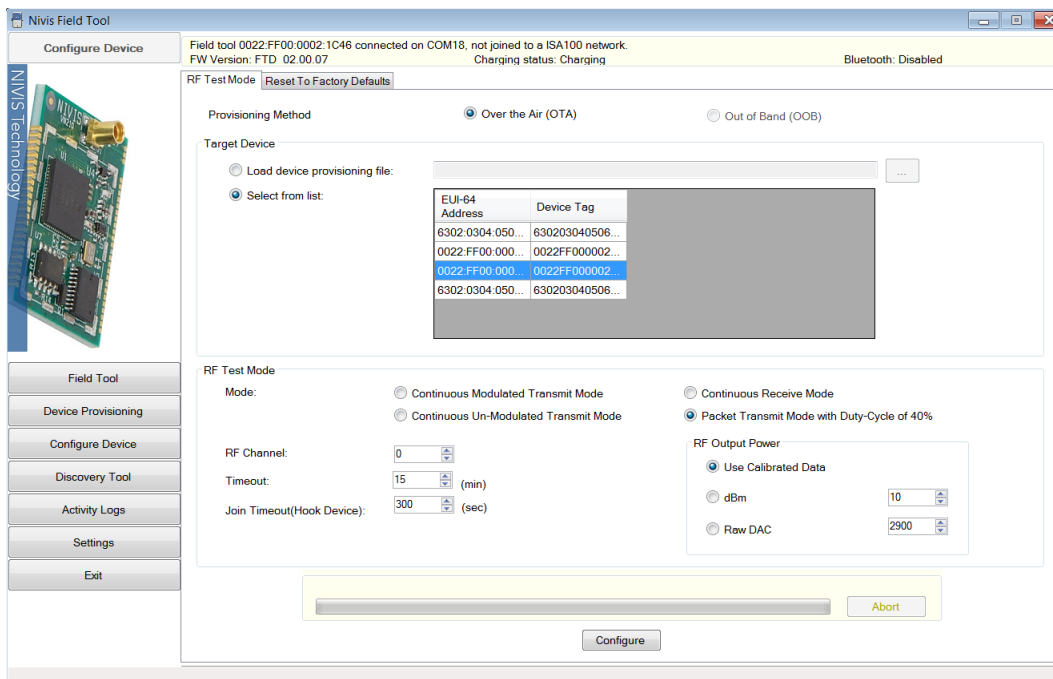 Nivis Field Tool
Configure Device
Field tool 0022:FF00:0002:1C46 connected on COM18, not joined to a ISA100 network.
FW Version: FTD 02.00.07 Charging status: Charging Bluetooth: Disabled
NIVIS Technology
NIVIS
RF Test Mode Reset To Factory Defaults
Provisioning Method Over the Air (OTA) Out of Band (OOB)
Target Device
Load device provisioning file: ...
Select from list:
EUI-64 Address Device Tag
6302:0304:050... 630203040506...
0022:FF00:000... 0022FF000002...
0022:FF00:000... 0022FF000002...
6302:0304:050... 630203040506...
Field Tool
Device Provisioning
Configure Device
Discovery Tool
Activity Logs
Settings
Exit
RF Test Mode
Mode: Continuous Modulated Transmit Mode Continuous Receive Mode
Continuous Un-Modulated Transmit Mode Packet Transmit Mode with Duty-Cycle of 40%
RF Channel: 0
Timeout: 15 (min)
Join Timeout(Hook Device): 300 (sec)
RF Output Power
Use Calibrated Data
dBm 10
Raw DAC 2900
Abort
Configure